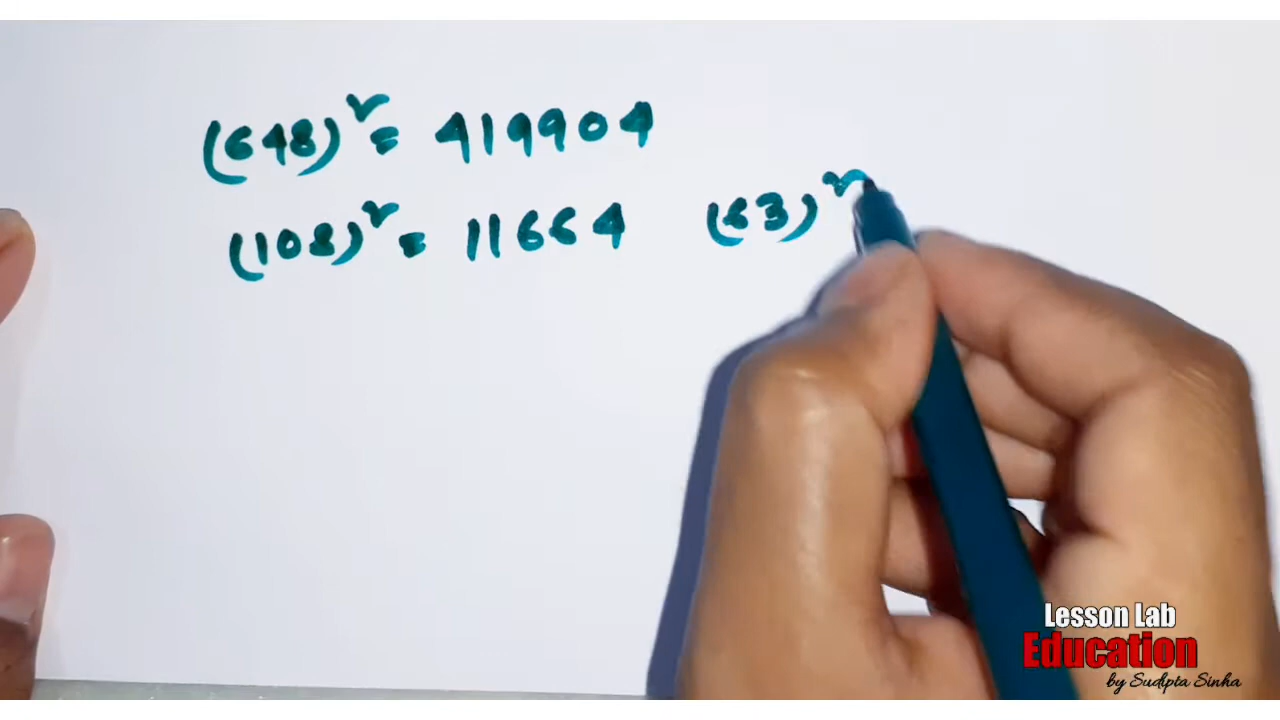 (648)² = 419904
(108)² = 11664 (63)²
Lesson Lab
Education
by Sudipta Sinha